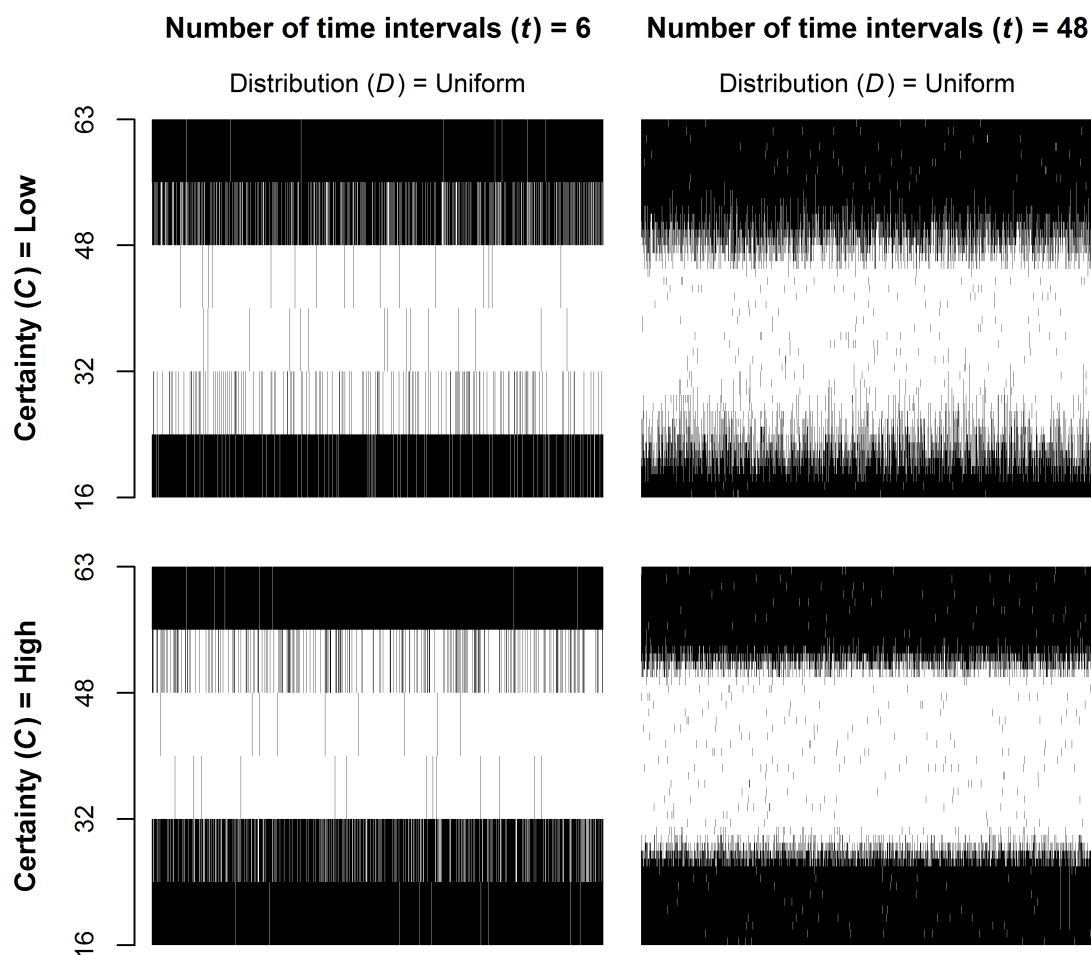 Number of time intervals (t) = 6
Number of time intervals (t) = 48
Distribution (D) = Uniform
Distribution (D) = Uniform
Certainty (C) = Low
63
48
32
16
Certainty (C) = High
63
48
32
16